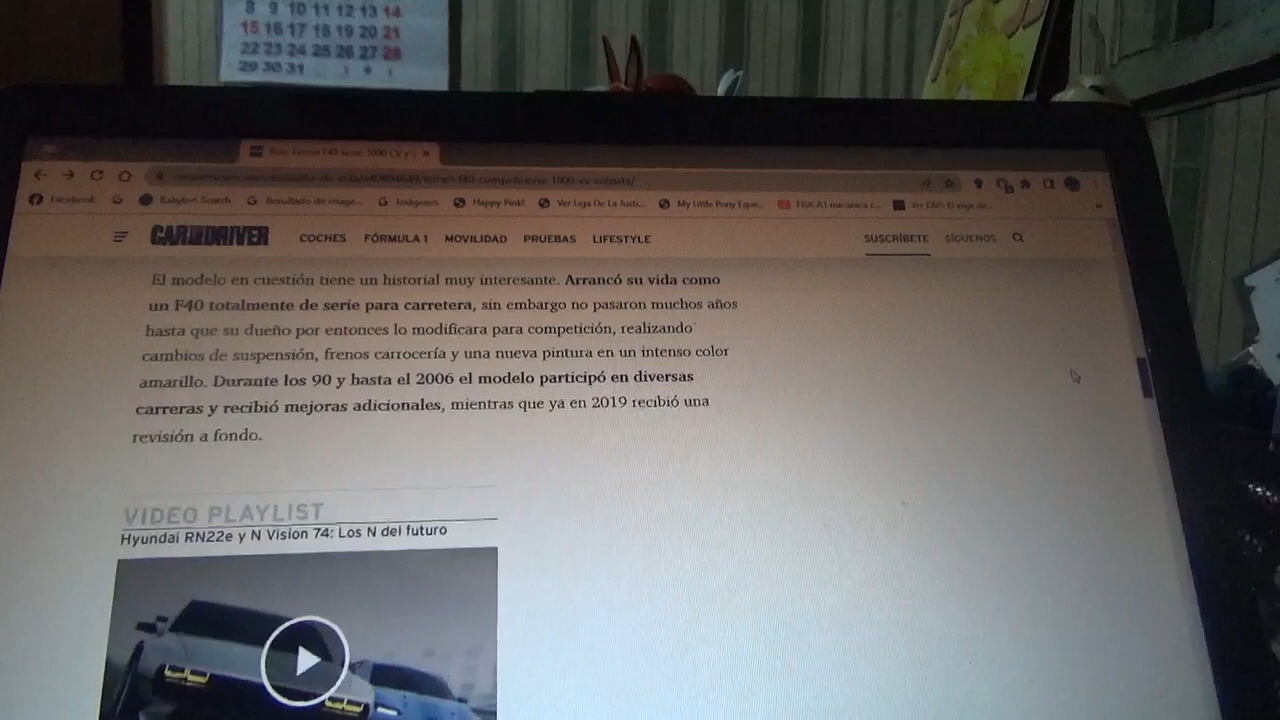 8 9 10 11 12 13 14
15 16 17 18 19 20 21
22 23 24 25 26 27 28
29 30 31
Facebook G Babylon Search G Resultado de image... G Imágenes Happy Pink! Ver Liga De La Justi... My Little Pony Eque...
CAR DRIVER COCHES FÓRMULA 1 MOVILIDAD PRUEBAS LIFESTYLE SUSCRÍBETE SÍGUENOS
El modelo en cuestión tiene un historial muy interesante. Arrancó su vida como
un F40 totalmente de serie para carretera, sin embargo no pasaron muchos años
hasta que su dueño por entonces lo modificara para competición, realizando
cambios de suspensión, frenos carrocería y una nueva pintura en un intenso color
amarillo. Durante los 90 y hasta el 2006 el modelo participó en diversas
carreras y recibió mejoras adicionales, mientras que ya en 2019 recibió una
revisión a fondo.
VIDEO PLAYLIST
Hyundai RN22e y N Vision 74: Los N del futuro